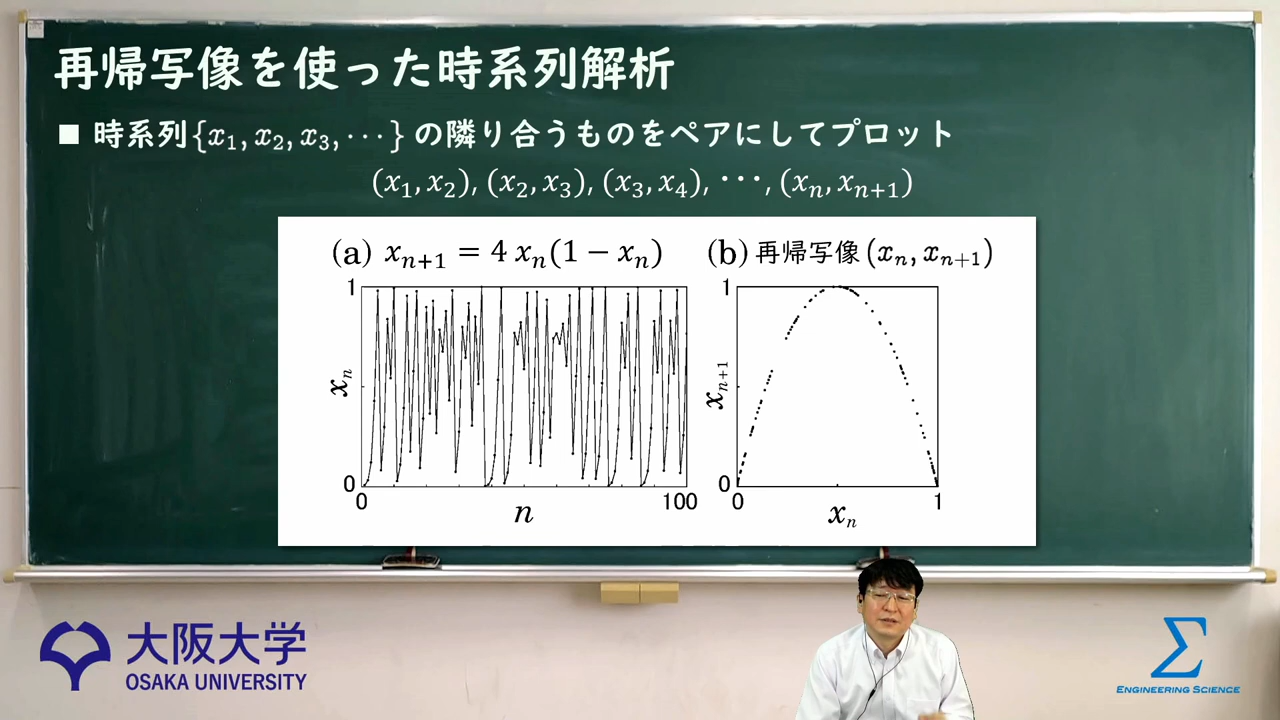 再帰写像を使った時系列解析
■ 時系列{x₁, x₂, x₃, ⋯} の隣り合うものをペアにしてプロット
(x₁, x₂), (x₂, x₃), (x₃, x₄), ⋯, (xₙ, xₙ₊₁)
(a) xₙ₊₁ = 4 xₙ(1 − xₙ)
(b) 再帰写像 (xₙ, xₙ₊₁)
1
xₙ
0
0
100
n
1
xₙ₊₁
0
0
1
xₙ
大阪大学
OSAKA UNIVERSITY
Σ
ENGINEERING SCIENCE